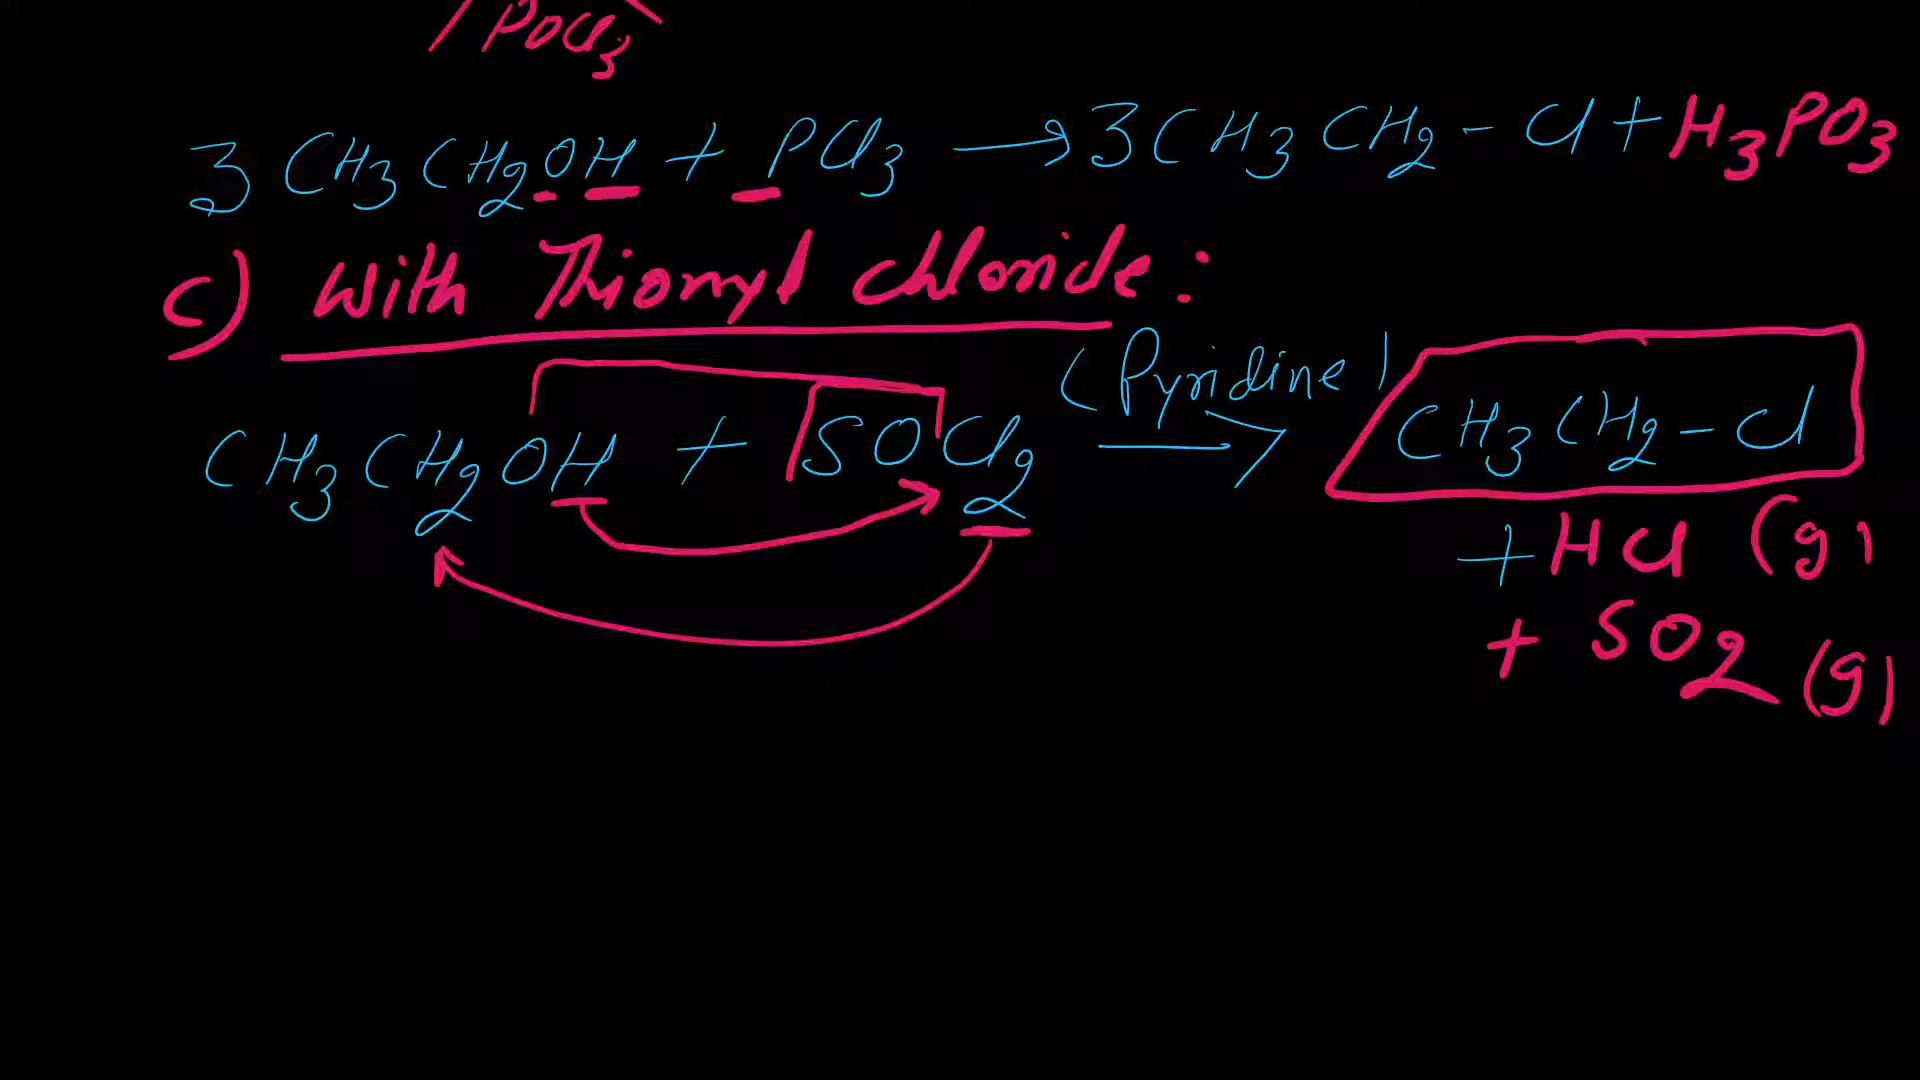 / POCl3
3 CH3CH2OH + PCl3 → 3CH3CH2-Cl + H3PO3
c) With Thionyl chloride:
CH3CH2OH + SOCl2 (Pyridine) → CH3CH2-Cl
+ HCl (g)
+ SO2 (g)